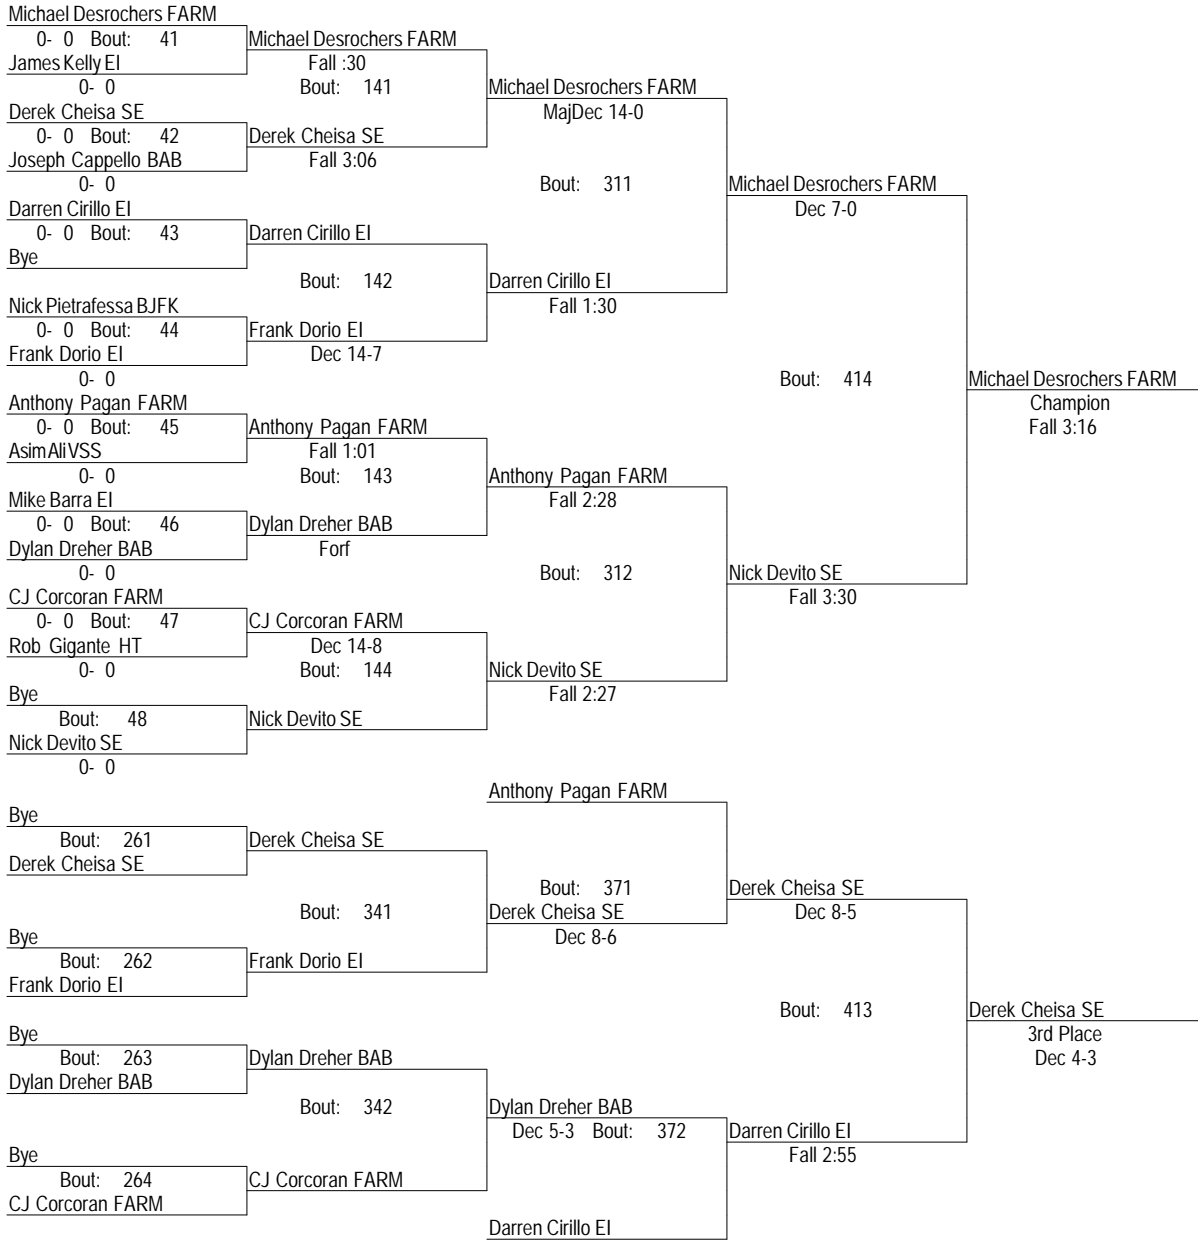 Michael Desrochers FARM
0- 0 Bout: 41 Michael Desrochers FARM
James Kelly EI Fall :30
0- 0 Bout: 141 Michael Desrochers FARM
Derek Cheisa SE MajDec 14-0
0- 0 Bout: 42 Derek Cheisa SE
Joseph Cappello BAB Fall 3:06
0- 0 Bout: 311 Michael Desrochers FARM
Darren Cirillo EI Dec 7-0
0- 0 Bout: 43 Darren Cirillo EI
Bye
Bout: 142 Darren Cirillo EI
Nick Pietrafessa BJFK Fall 1:30
0- 0 Bout: 44 Frank Dorio EI
Frank Dorio EI Dec 14-7
0- 0 Bout: 414 Michael Desrochers FARM
Anthony Pagan FARM Champion
0- 0 Bout: 45 Anthony Pagan FARM Fall 3:16
Asim Ali VSS Fall 1:01
0- 0 Bout: 143 Anthony Pagan FARM
Mike Barra EI Fall 2:28
0- 0 Bout: 46 Dylan Dreher BAB
Dylan Dreher BAB Forf
0- 0 Bout: 312 Nick Devito SE
CJ Corcoran FARM Fall 3:30
0- 0 Bout: 47 CJ Corcoran FARM
Rob Gigante HT Dec 14-8
0- 0 Bout: 144 Nick Devito SE
Bye Fall 2:27
Bout: 48 Nick Devito SE
Nick Devito SE
0- 0
Anthony Pagan FARM
Bye
Bout: 261 Derek Cheisa SE
Derek Cheisa SE
Bout: 371 Derek Cheisa SE
Bout: 341 Derek Cheisa SE Dec 8-5
Bye Dec 8-6
Bout: 262 Frank Dorio EI
Frank Dorio EI
Bout: 413 Derek Cheisa SE
Bye 3rd Place
Bout: 263 Dylan Dreher BAB Dec 4-3
Dylan Dreher BAB
Bout: 342 Dylan Dreher BAB
Dec 5-3 Bout: 372 Darren Cirillo EI
Bye Fall 2:55
Bout: 264 CJ Corcoran FARM
CJ Corcoran FARM
Darren Cirillo EI